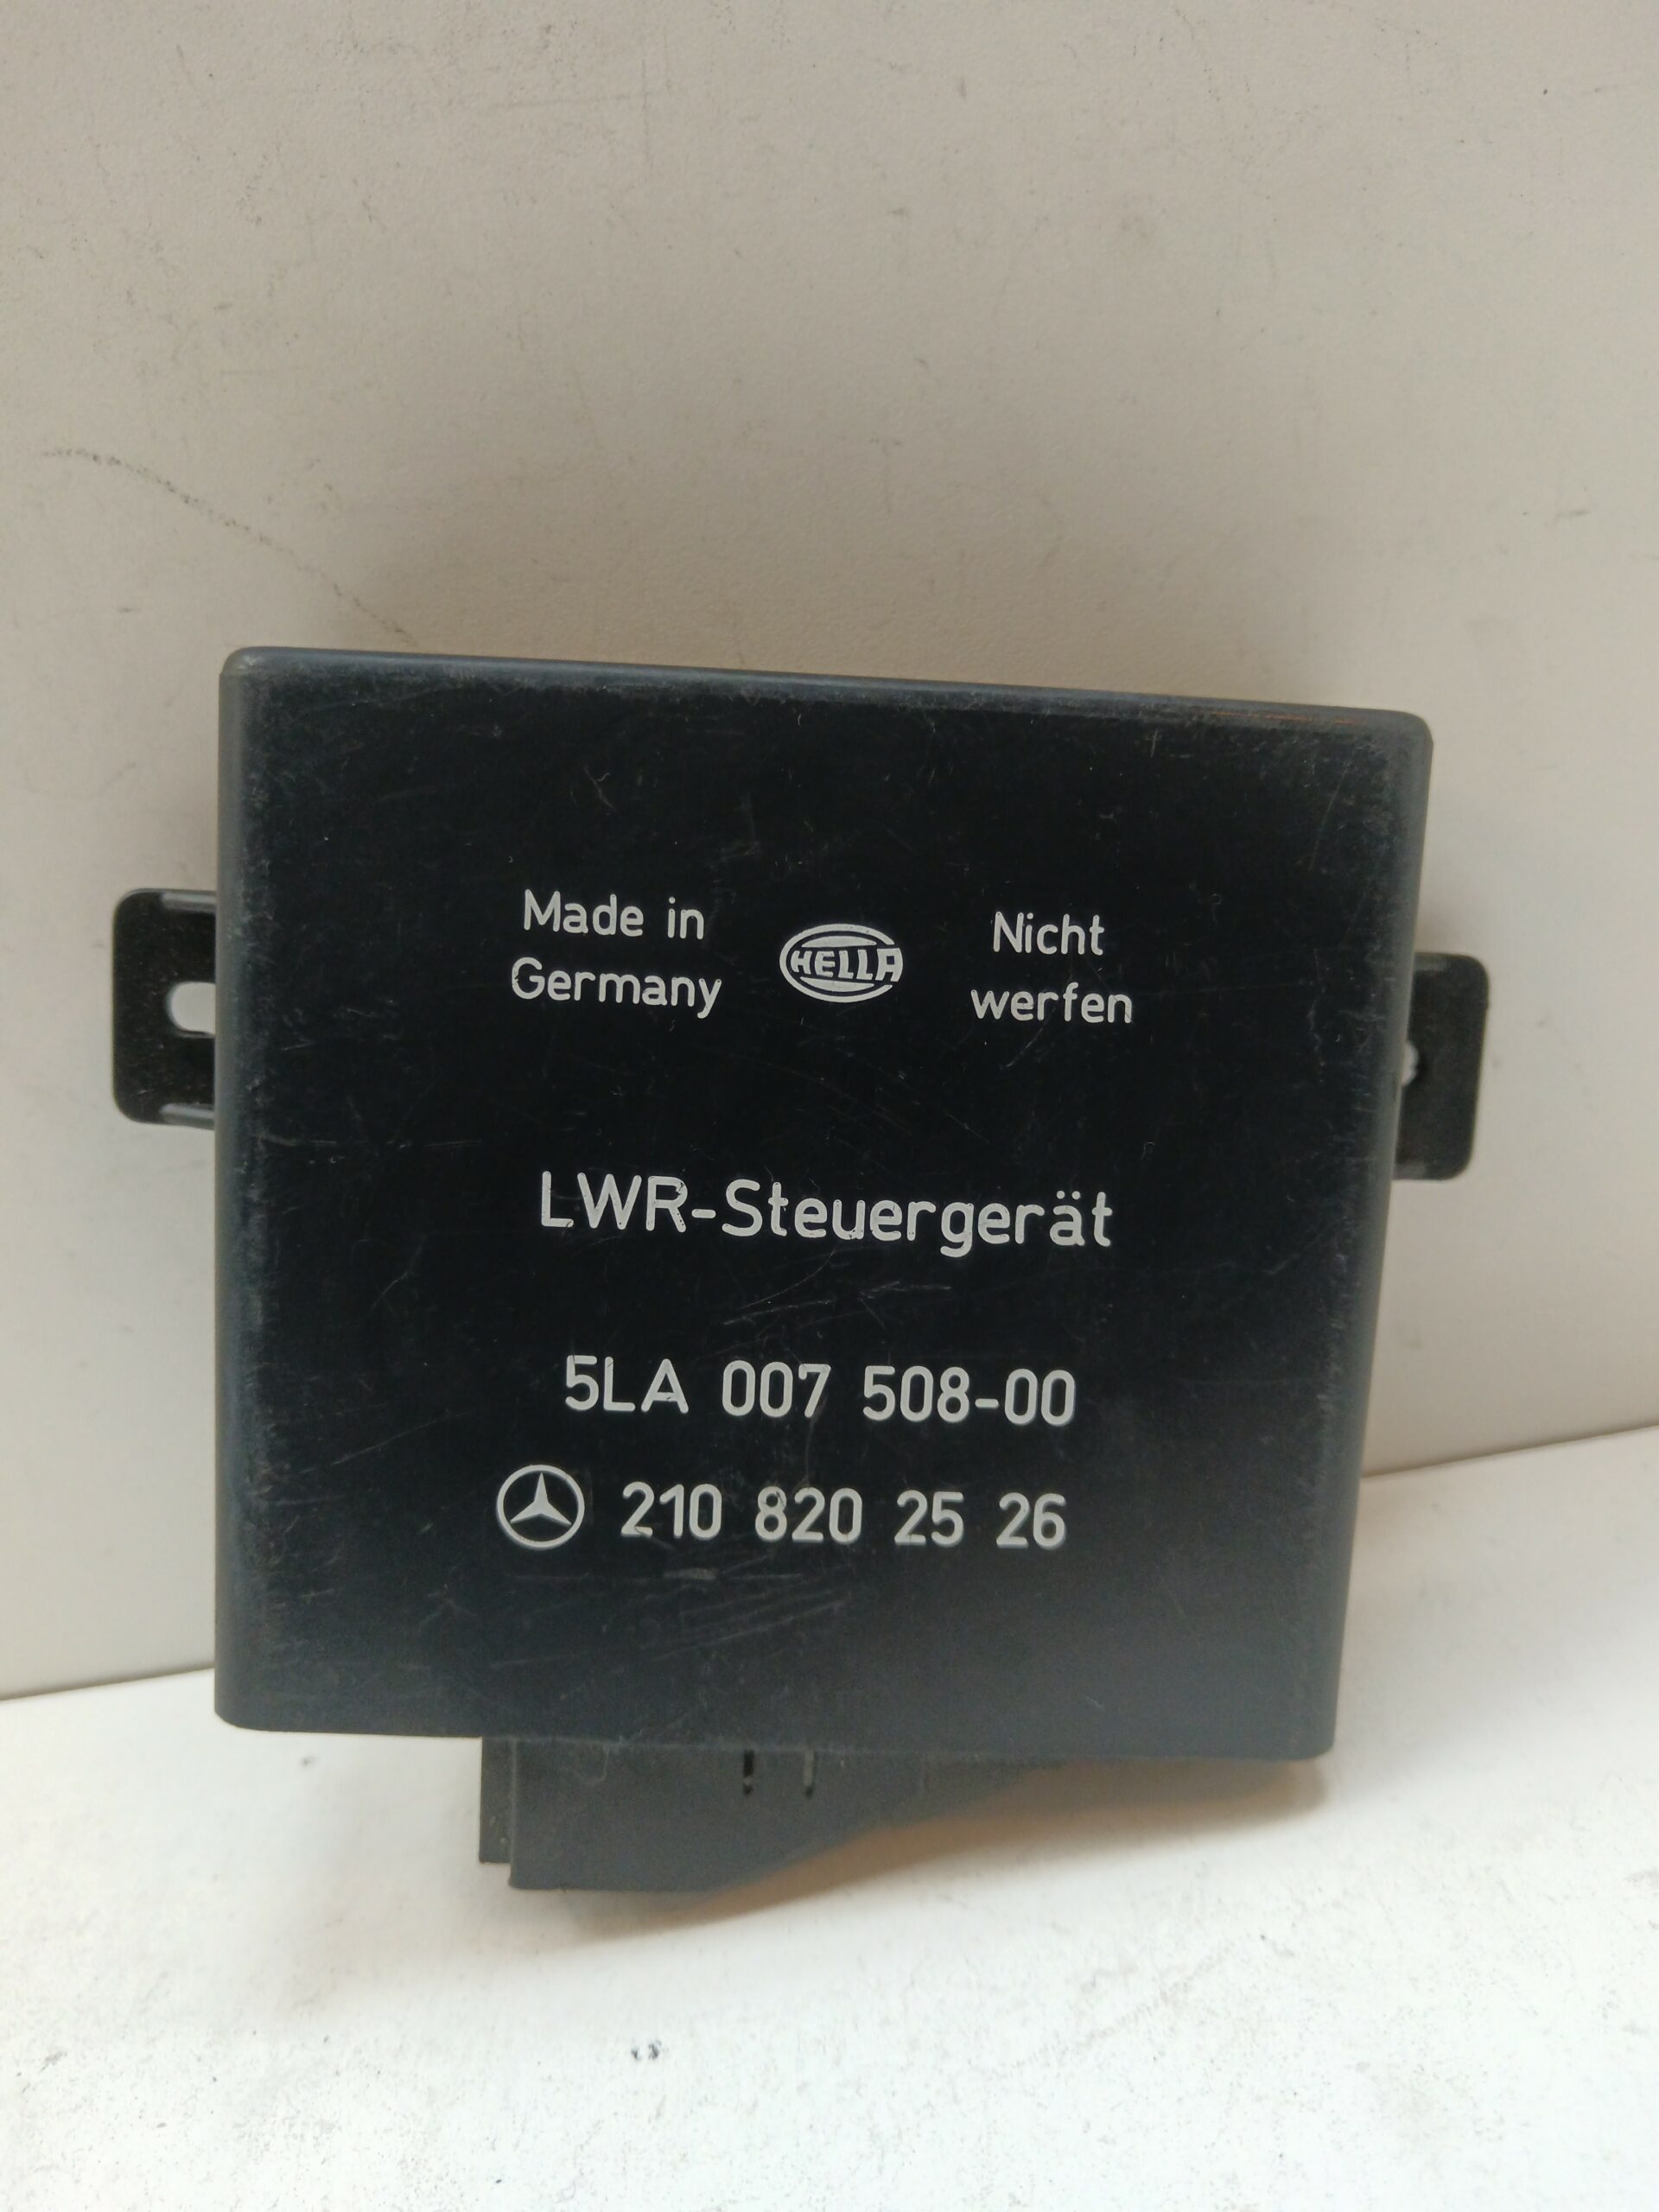 Made in
Germany
HELLA
Nicht
werfen
LWR-Steuergerät
5LA 007 508-00
210 820 25 26